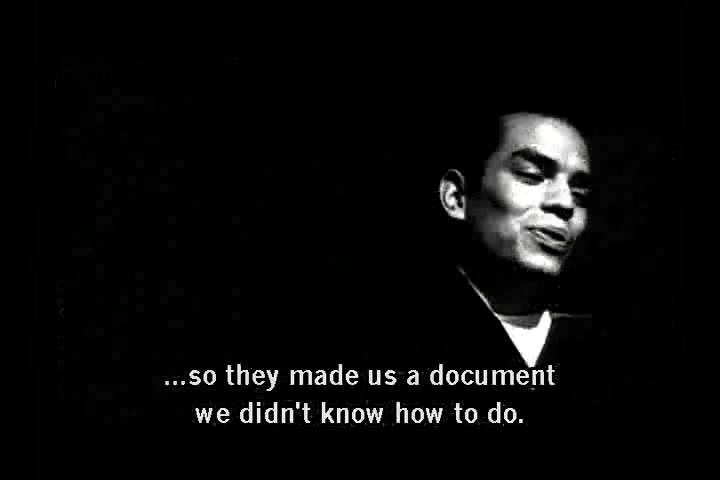 ...so they made us a document
we didn't know how to do.